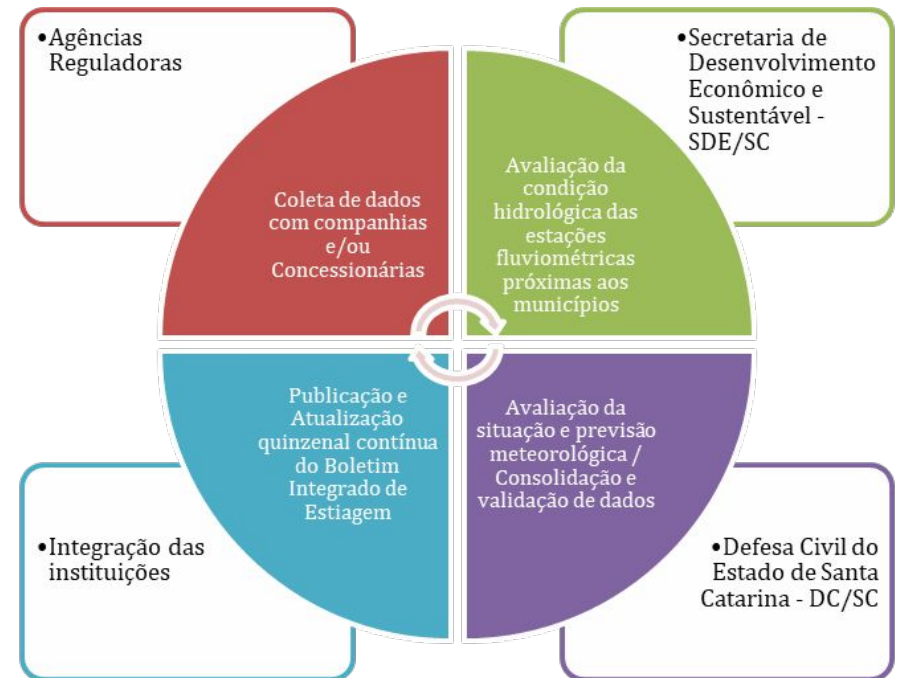 •Agências
Reguladoras
•Secretaria de
Desenvolvimento
Econômico e
Sustentável -
SDE/SC
Coleta de dados
com companhias
e/ou
Concessionárias
Avaliação da
condição
hidrológica das
estações
fluviométricas
próximas aos
municípios
Publicação e
Atualização
quinzenal contínua
do Boletim
Integrado de
Estiagem
Avaliação da
situação e previsão
meteorológica /
Consolidação e
validação de dados
•Integração das
instituições
•Defesa Civil do
Estado de Santa
Catarina - DC/SC